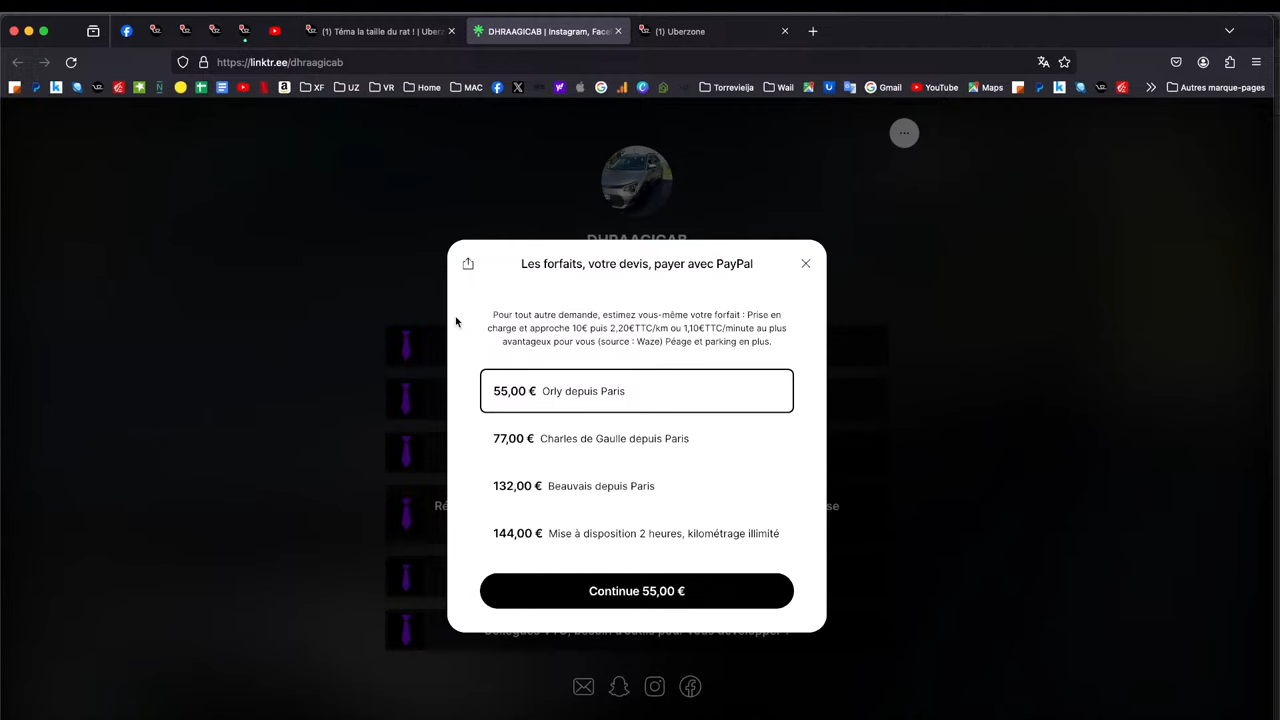 (1) Téma la taille du rat ! | Uberz
DHRAAGICAB | Instagram, Face
Uberzone
https://linktr.ee/dhraagicab
XF
UZ
VR
Home
MAC
Torrevieija
Wail
Gmail
YouTube
Maps
Autres marque-pages
DHRAAGICAB
Les forfaits, votre devis, payer avec PayPal
Pour tout autre demande, estimez vous-même votre forfait : Prise en
charge et approche 10€ puis 2,20€TTC/km ou 1,10€TTC/minute au plus
avantageux pour vous (source : Waze) Péage et parking en plus.
55,00 € Orly depuis Paris
77,00 € Charles de Gaulle depuis Paris
132,00 € Beauvais depuis Paris
144,00 € Mise à disposition 2 heures, kilométrage illimité
Continue 55,00 €